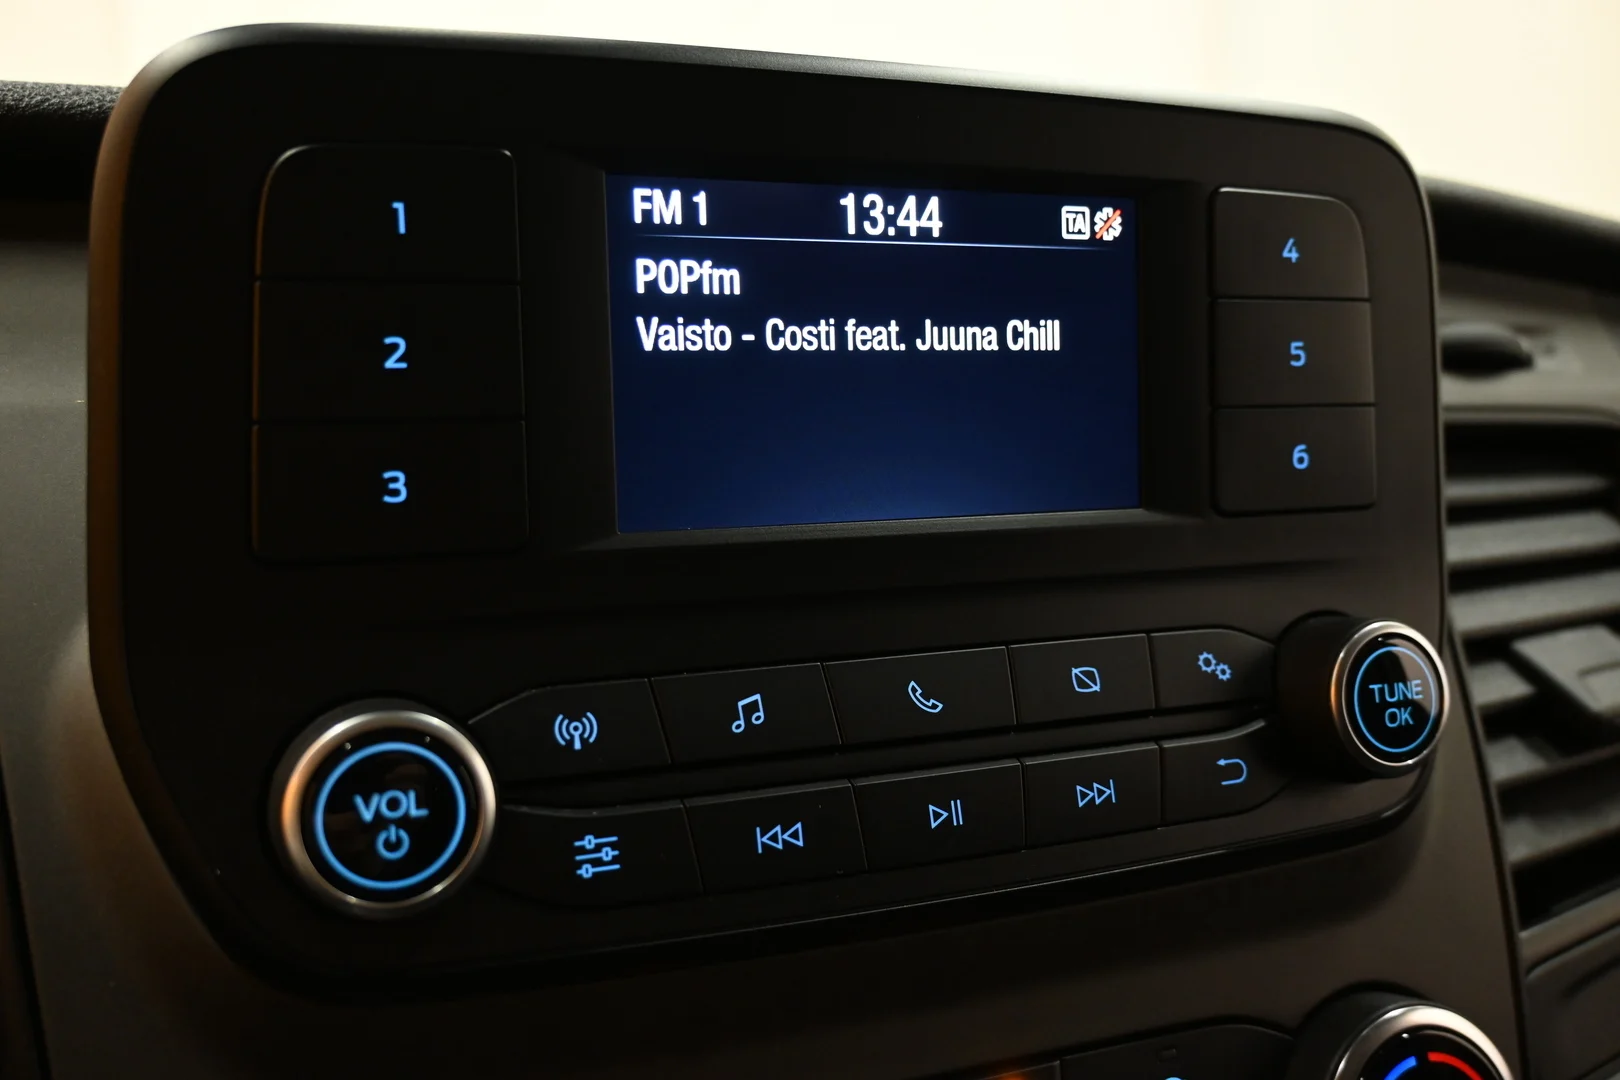 1
2
3
FM 1 13:44 TA
POPfm
Vaisto - Costi feat. Juuna Chill
4
5
6
VOL
TUNE
OK